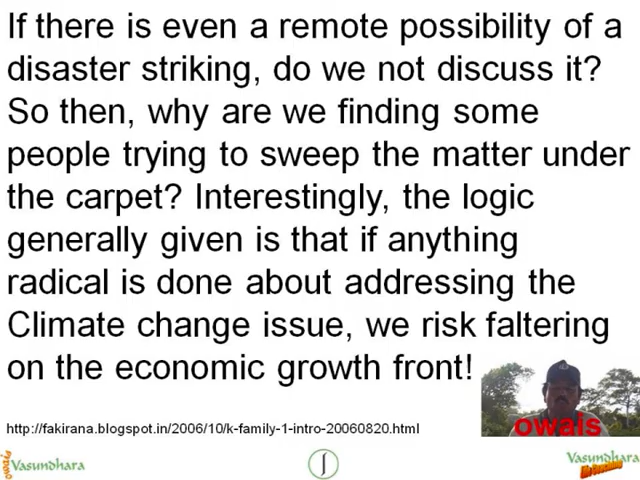 If there is even a remote possibility of a
disaster striking, do we not discuss it?
So then, why are we finding some
people trying to sweep the matter under
the carpet? Interestingly, the logic
generally given is that if anything
radical is done about addressing the
Climate change issue, we risk faltering
on the economic growth front!
owais
http://fakirana.blogspot.in/2006/10/k-family-1-intro-20060820.html
owais
Vasundhara
Vasundhara
Life Coaching